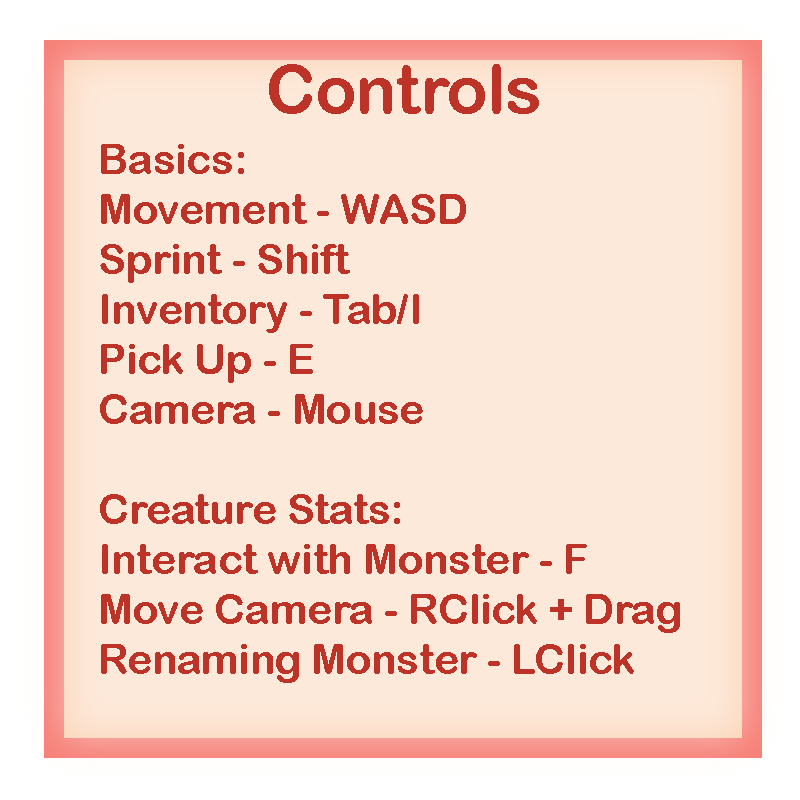 Controls
Basics:
Movement - WASD
Sprint - Shift
Inventory - Tab/I
Pick Up - E
Camera - Mouse
Creature Stats:
Interact with Monster - F
Move Camera - RClick + Drag
Renaming Monster - LClick